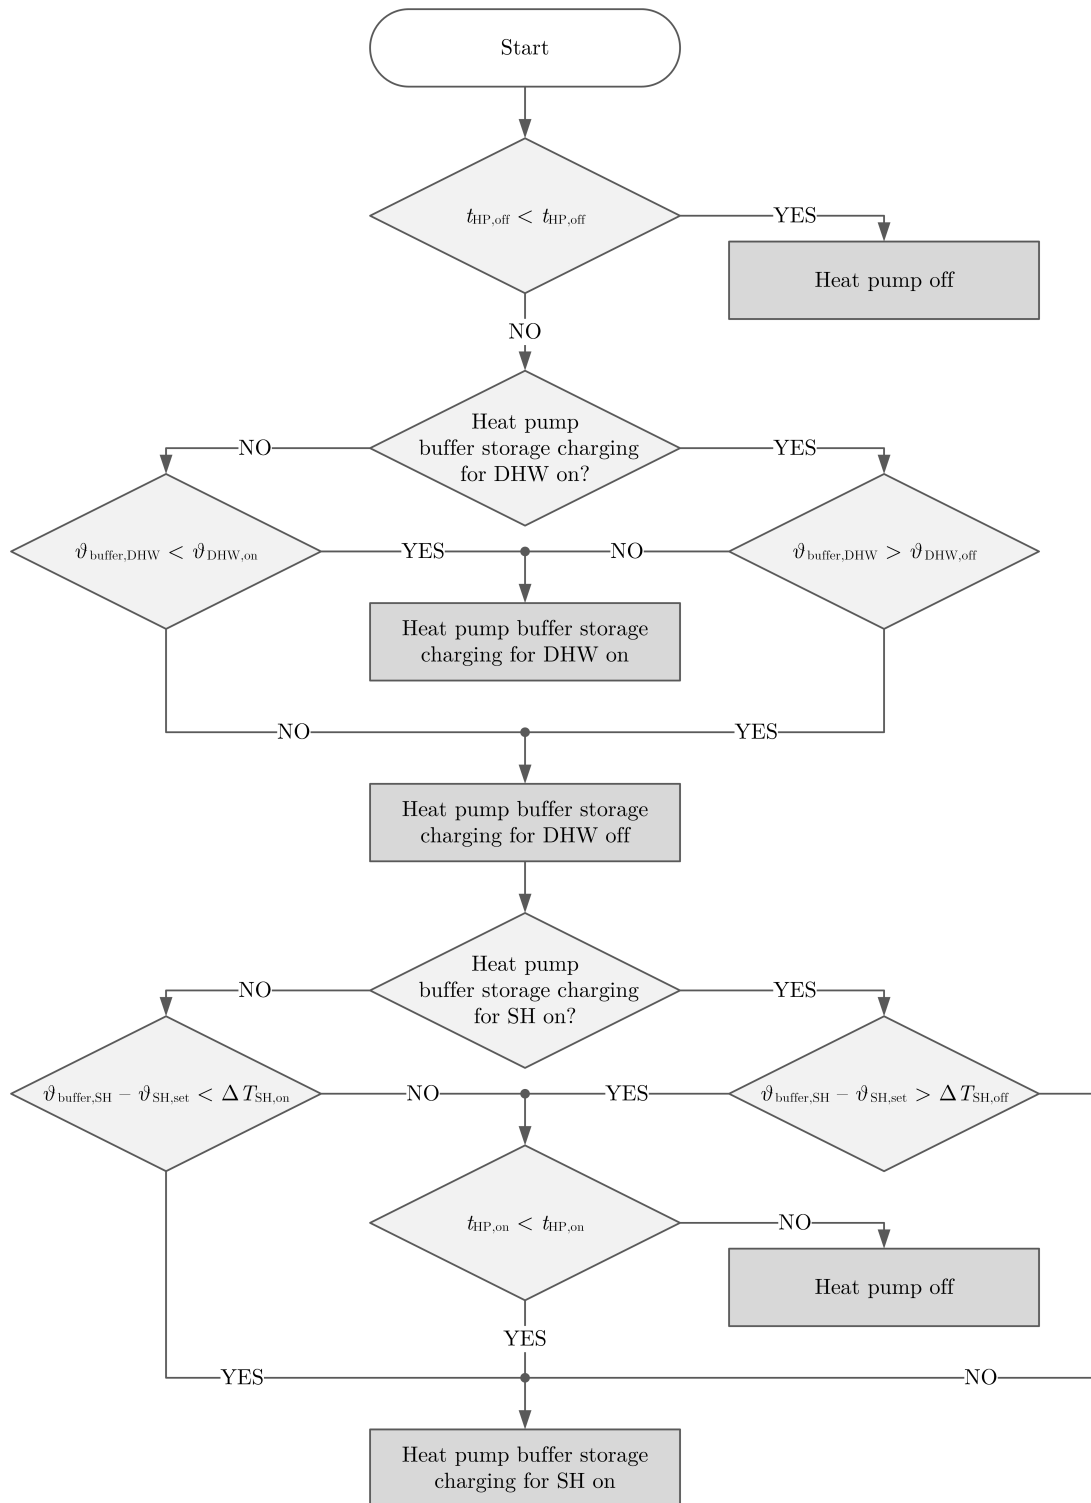 Start
t_HP,off < t_HP,off
YES
Heat pump off
NO
Heat pump
buffer storage charging
for DHW on?
NO
YES
ϑ_buffer,DHW < ϑ_DHW,on
YES
NO
ϑ_buffer,DHW > ϑ_DHW,off
Heat pump buffer storage
charging for DHW on
NO
YES
Heat pump buffer storage
charging for DHW off
Heat pump
buffer storage charging
for SH on?
NO
YES
ϑ_buffer,SH − ϑ_SH,set < ΔT_SH,on
NO
YES
ϑ_buffer,SH − ϑ_SH,set > ΔT_SH,off
t_HP,on < t_HP,on
NO
Heat pump off
YES
YES
NO
Heat pump buffer storage
charging for SH on